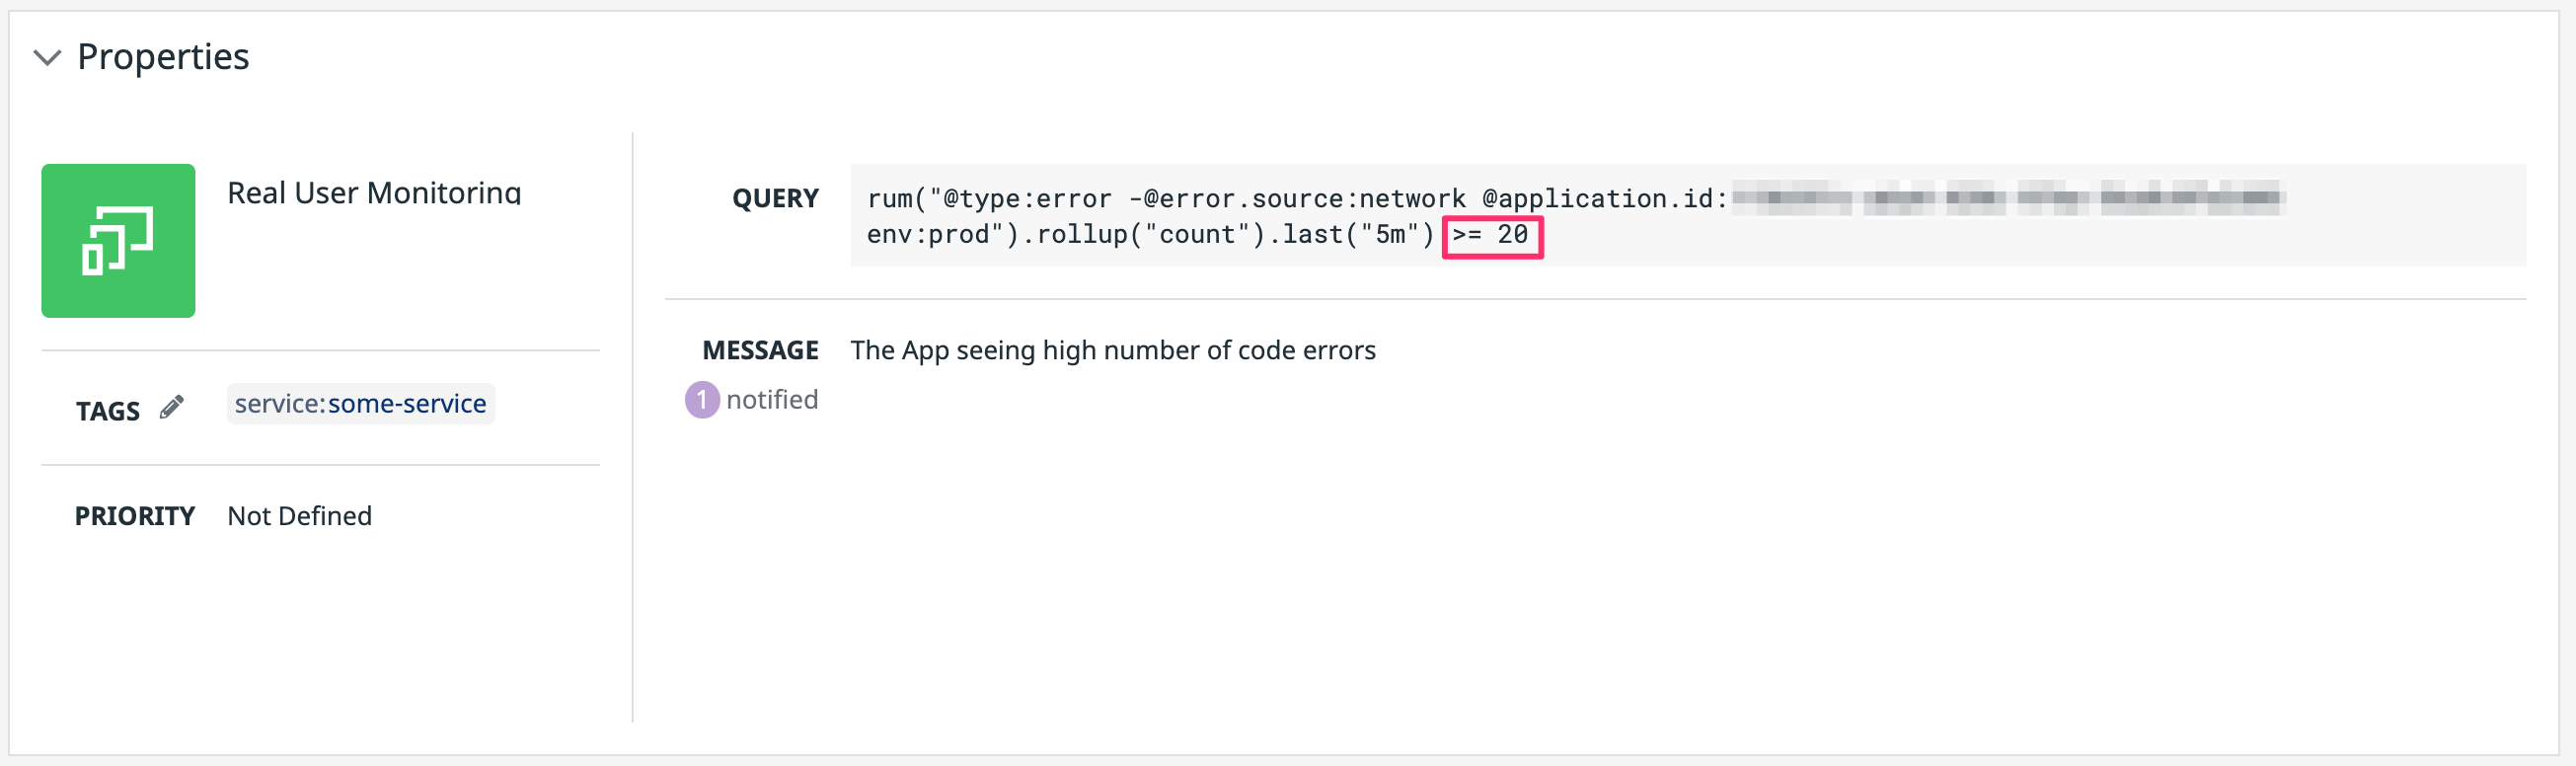 Properties
Real User Monitoring
TAGS service:some-service
PRIORITY Not Defined
QUERY rum("@type:error -@error.source:network @application.id:
env:prod").rollup("count").last("5m") >= 20
MESSAGE The App seeing high number of code errors
1 notified